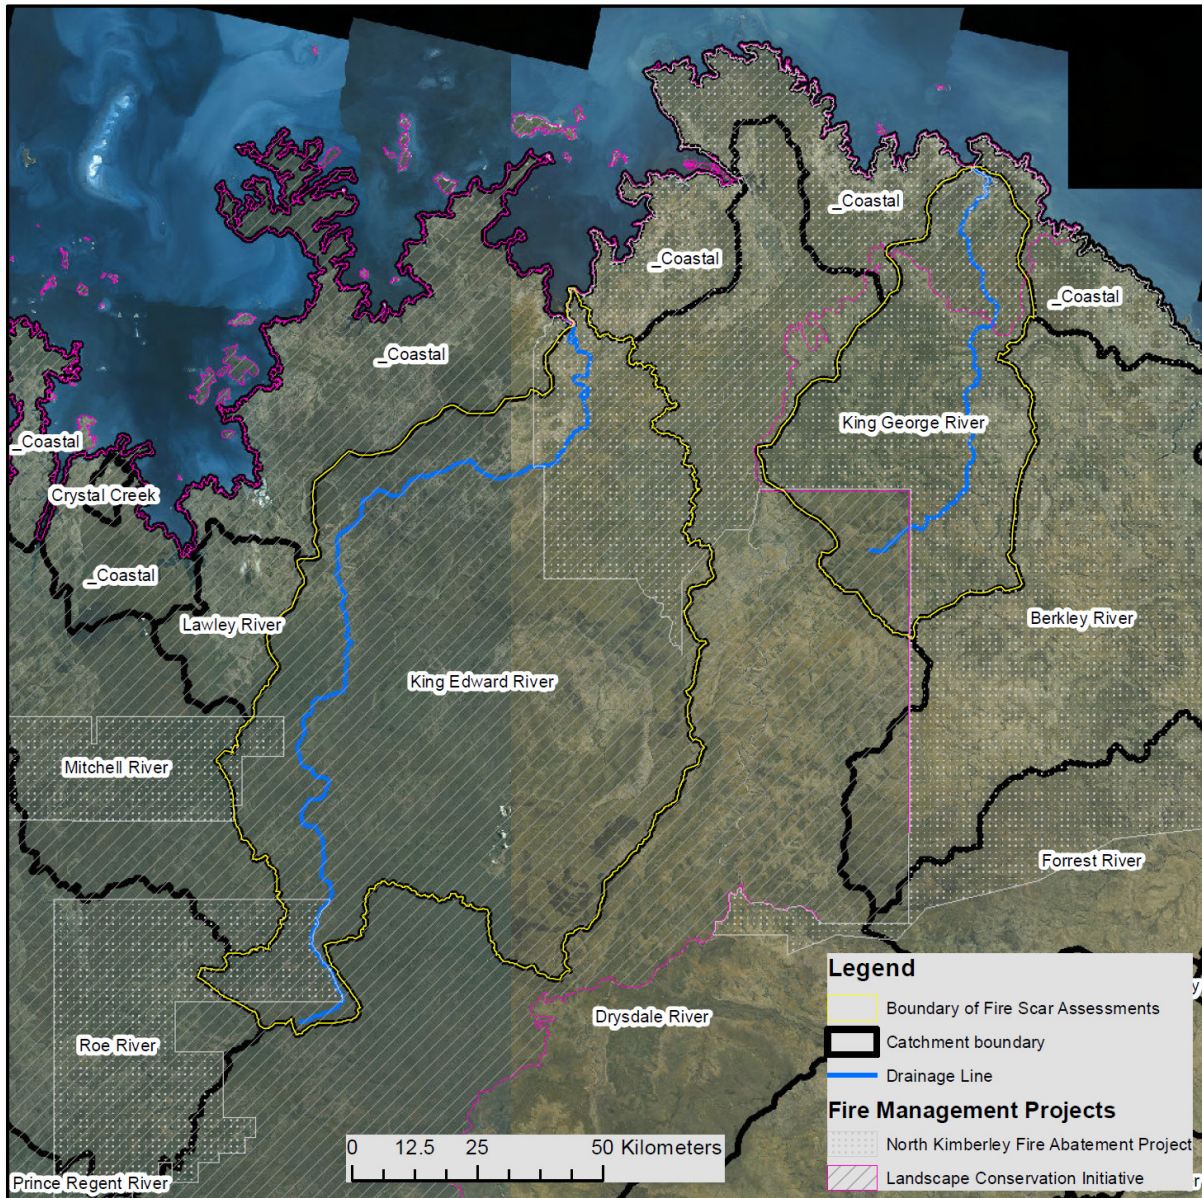 _Coastal
_Coastal
_Coastal
_Coastal
King George River
_Coastal
Crystal Creek
_Coastal
Lawley River
Berkley River
King Edward River
Mitchell River
Forrest River
Drysdale River
Roe River
Prince Regent River
0 12.5 25 50 Kilometers
Legend
Boundary of Fire Scar Assessments
Catchment boundary
Drainage Line
Fire Management Projects
North Kimberley Fire Abatement Project
Landscape Conservation Initiative